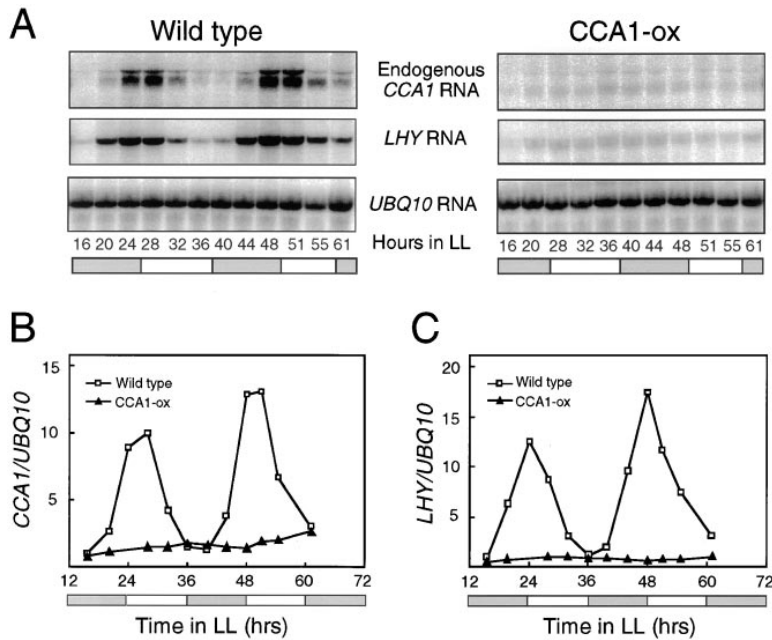 A
Wild type
CCA1-ox
Endogenous
CCA1 RNA
LHY RNA
UBQ10 RNA
16 20 24 28 32 36 40 44 48 51 55 61
Hours in LL
16 20 28 32 36 40 44 48 51 55 61
B
CCA1/UBQ10
15
10
5
Wild type
CCA1-ox
12 24 36 48 60 72
Time in LL (hrs)
C
LHY/UBQ10
20
15
10
5
Wild type
CCA1-ox
12 24 36 48 60 72
Time in LL (hrs)